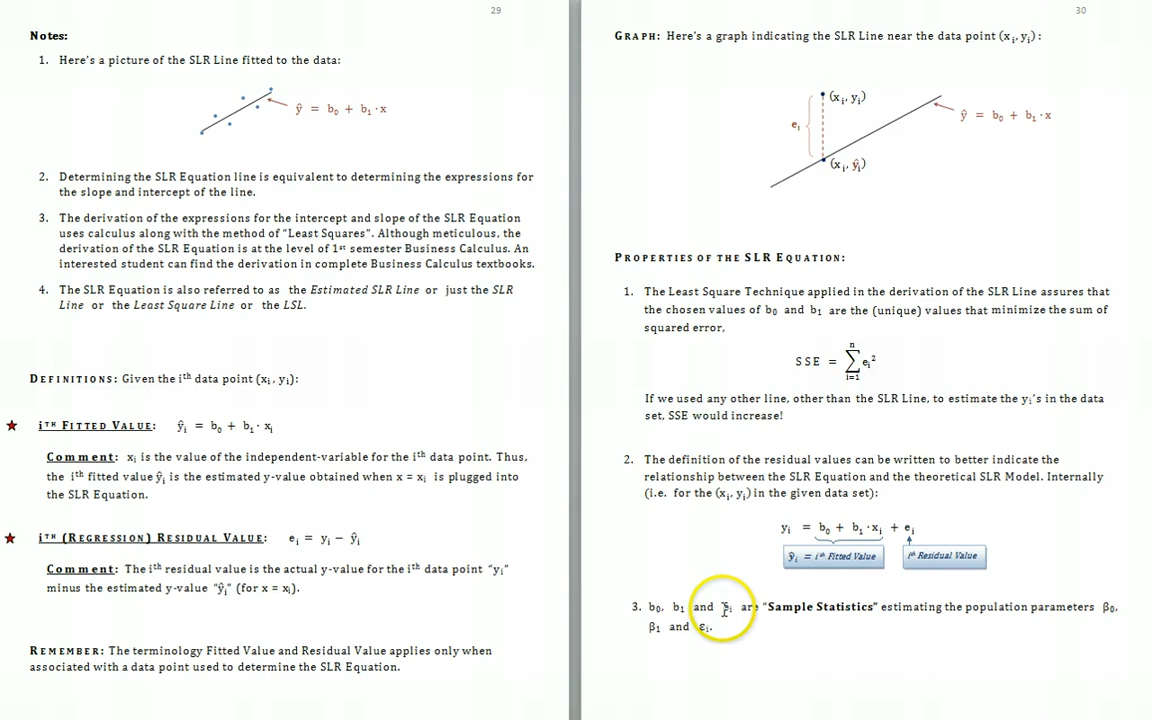 29
Notes:
1. Here's a picture of the SLR Line fitted to the data:
ŷ = b₀ + b₁·x
2. Determining the SLR Equation line is equivalent to determining the expressions for
the slope and intercept of the line.
3. The derivation of the expressions for the intercept and slope of the SLR Equation
uses calculus along with the method of "Least Squares". Although meticulous, the
derivation of the SLR Equation is at the level of 1st semester Business Calculus. An
interested student can find the derivation in complete Business Calculus textbooks.
4. The SLR Equation is also referred to as the Estimated SLR Line or just the SLR
Line or the Least Square Line or the LSL.
DEFINITIONS: Given the iᵗʰ data point (xᵢ, yᵢ):
iᵀᴴ FITTED VALUE: ŷᵢ = b₀ + b₁· xᵢ
Comment: xᵢ is the value of the independent-variable for the iᵗʰ data point. Thus,
the iᵗʰ fitted value ŷᵢ is the estimated y-value obtained when x = xᵢ is plugged into
the SLR Equation.
iᵀᴴ (REGRESSION) RESIDUAL VALUE: eᵢ = yᵢ − ŷᵢ
Comment: The iᵗʰ residual value is the actual y-value for the iᵗʰ data point "yᵢ"
minus the estimated y-value "ŷᵢ" (for x = xᵢ).
REMEMBER: The terminology Fitted Value and Residual Value applies only when
associated with a data point used to determine the SLR Equation.
30
GRAPH: Here's a graph indicating the SLR Line near the data point (xᵢ, yᵢ):
(xᵢ, yᵢ)
ŷ = b₀ + b₁·x
eᵢ
(xᵢ, ŷᵢ)
PROPERTIES OF THE SLR EQUATION:
1. The Least Square Technique applied in the derivation of the SLR Line assures that
the chosen values of b₀ and b₁ are the (unique) values that minimize the sum of
squared error,
n
SSE = ∑ eᵢ²
i=1
If we used any other line, other than the SLR Line, to estimate the yᵢ's in the data
set, SSE would increase!
2. The definition of the residual values can be written to better indicate the
relationship between the SLR Equation and the theoretical SLR Model. Internally
(i.e. for the (xᵢ, yᵢ) in the given data set):
yᵢ = b₀ + b₁·xᵢ + eᵢ
ŷᵢ = iᵗʰ Fitted Value iᵗʰ Residual Value
3. b₀, b₁ and are "Sample Statistics" estimating the population parameters β₀,
β₁ and εᵢ.